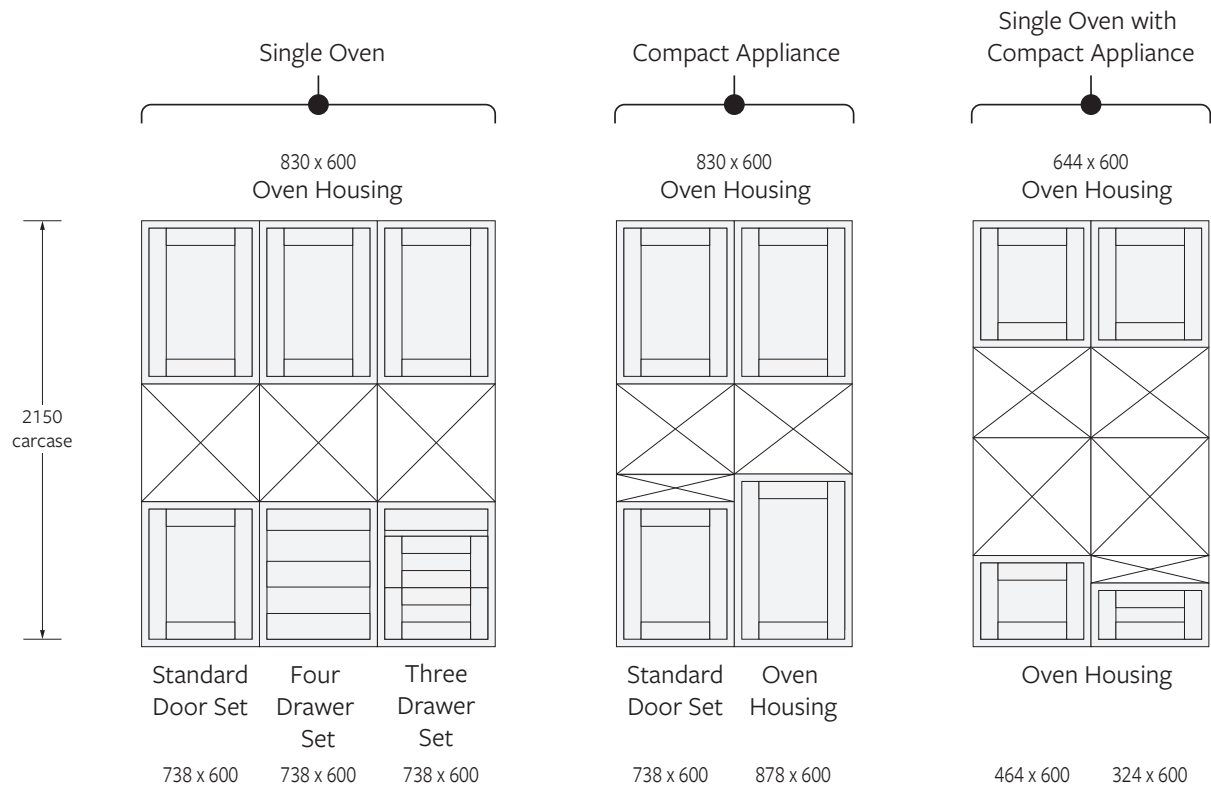 Single Oven
Compact Appliance
Single Oven with
Compact Appliance
830 x 600
Oven Housing
830 x 600
Oven Housing
644 x 600
Oven Housing
2150
carcase
Standard
Door Set
Four
Drawer
Set
Three
Drawer
Set
Standard
Door Set
Oven
Housing
Oven Housing
738 x 600
738 x 600
738 x 600
738 x 600
878 x 600
464 x 600
324 x 600